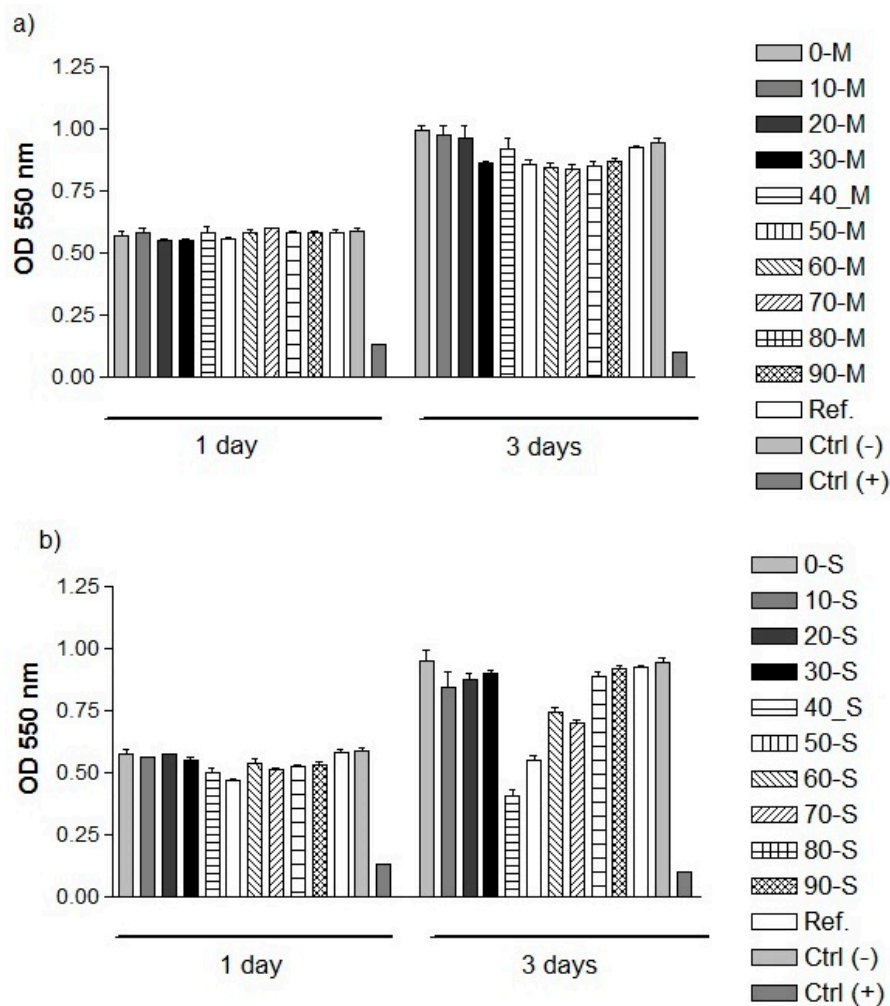 a)
1.25
1.00
0.75
0.50
0.25
0.00
OD 550 nm
1 day
3 days
0-M
10-M
20-M
30-M
40_M
50-M
60-M
70-M
80-M
90-M
Ref.
Ctrl (-)
Ctrl (+)
b)
1.25
1.00
0.75
0.50
0.25
0.00
OD 550 nm
1 day
3 days
0-S
10-S
20-S
30-S
40_S
50-S
60-S
70-S
80-S
90-S
Ref.
Ctrl (-)
Ctrl (+)